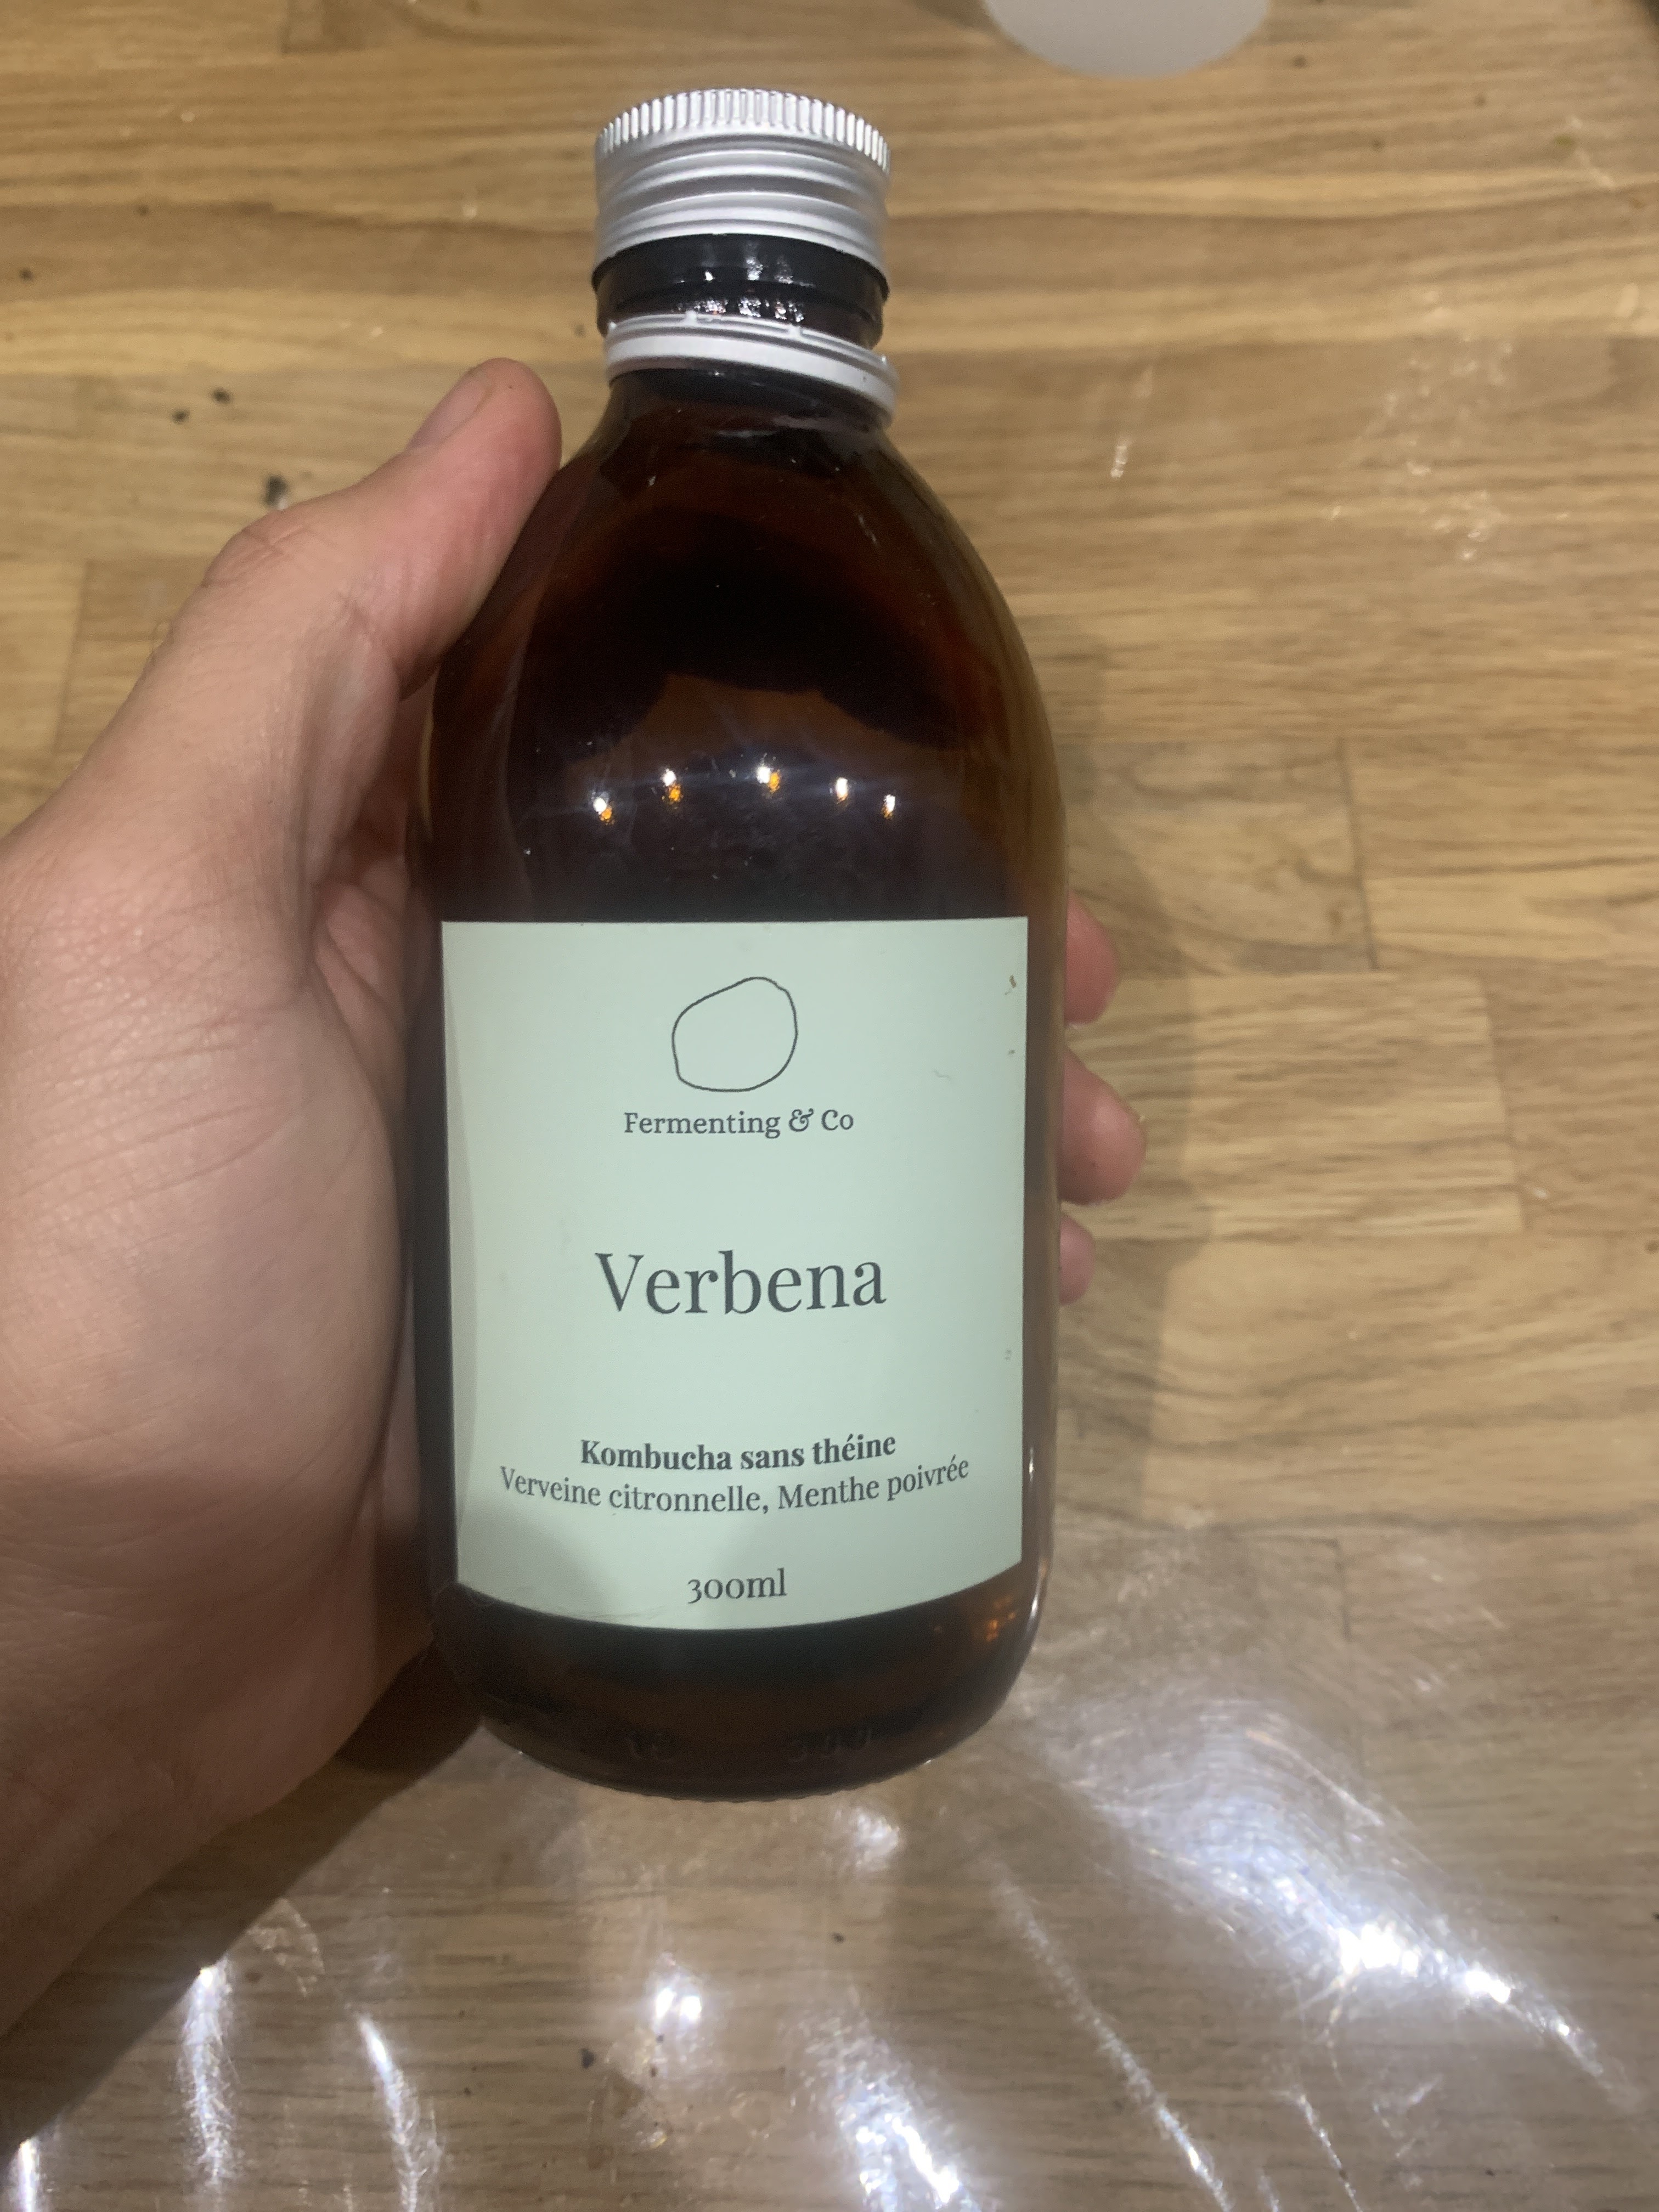 Fermenting & Co
Verbena
Kombucha sans théine
Verveine citronnelle, Menthe poivrée
300ml